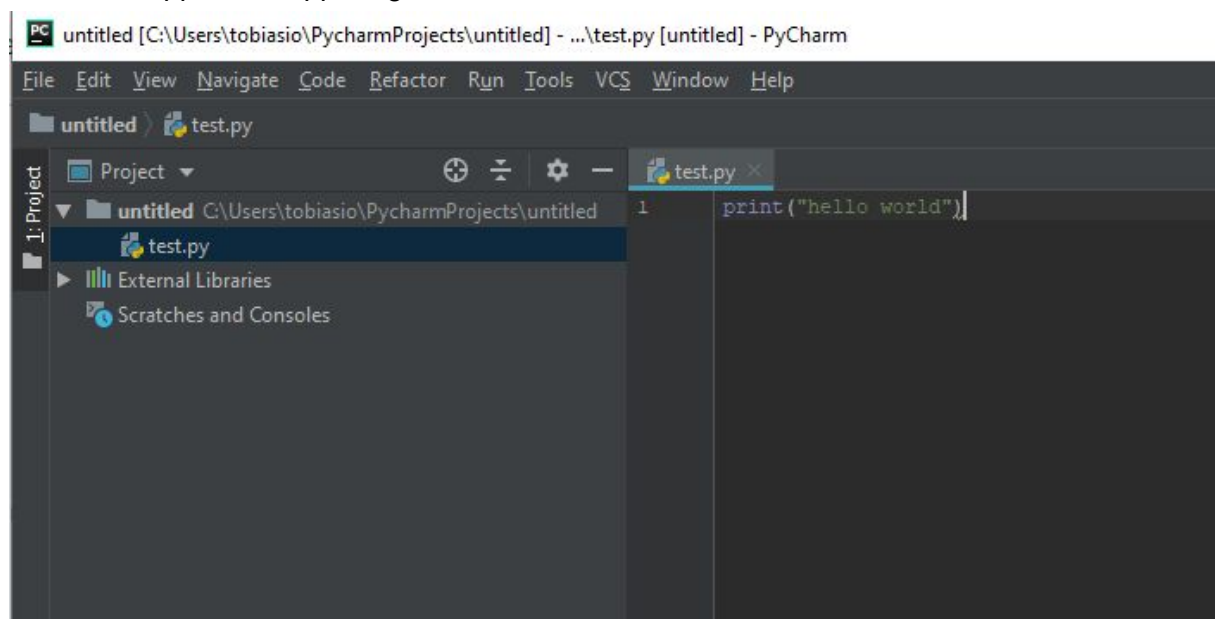 PC untitled [C:\Users\tobiasio\PycharmProjects\untitled] - ...\test.py [untitled] - PyCharm
File Edit View Navigate Code Refactor Run Tools VCS Window Help
untitled test.py
1: Project
Project
test.py
untitled C:\Users\tobiasio\PycharmProjects\untitled
1 print("hello world")
test.py
External Libraries
Scratches and Consoles